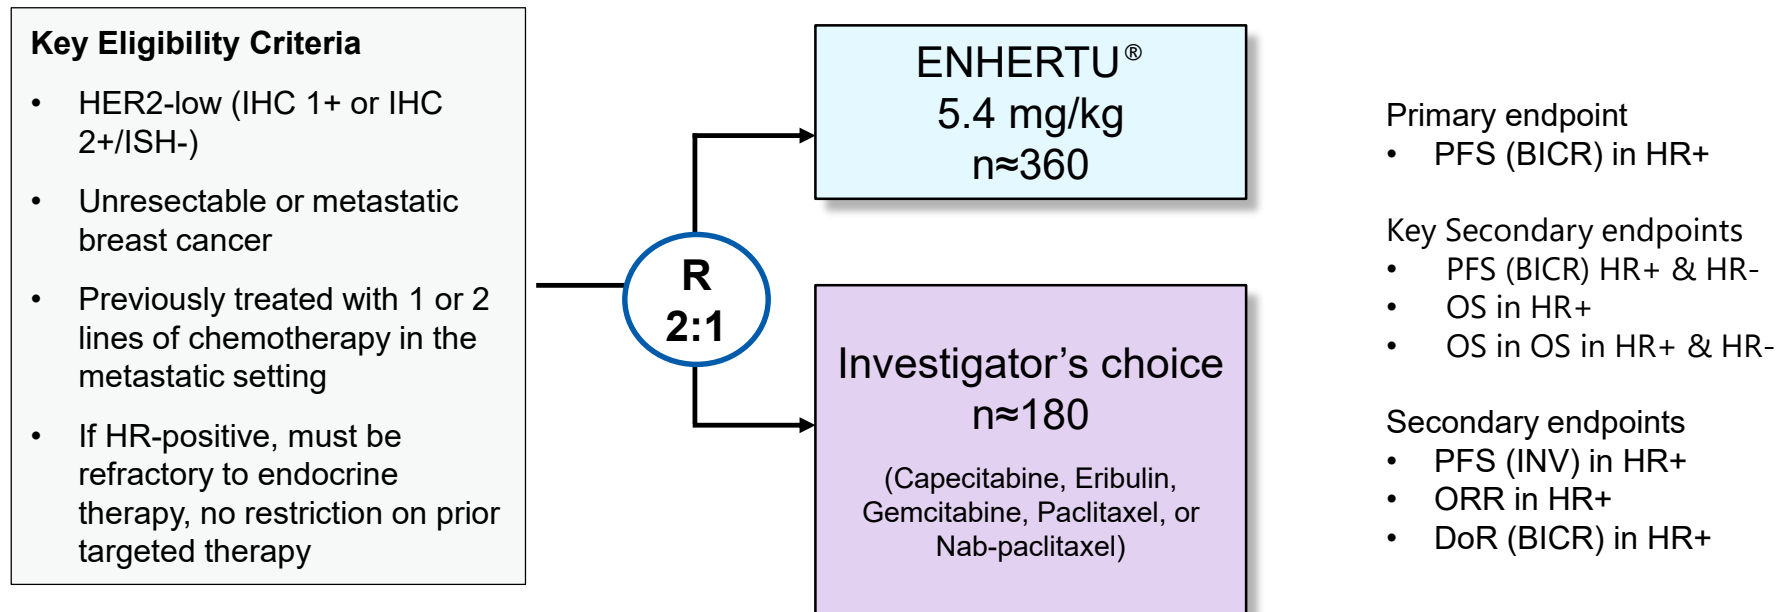 Key Eligibility Criteria
• HER2-low (IHC 1+ or IHC
2+/ISH-)
• Unresectable or metastatic
breast cancer
• Previously treated with 1 or 2
lines of chemotherapy in the
metastatic setting
• If HR-positive, must be
refractory to endocrine
therapy, no restriction on prior
targeted therapy
R
2:1
ENHERTU®
5.4 mg/kg
n≈360
Investigator’s choice
n≈180
(Capecitabine, Eribulin,
Gemcitabine, Paclitaxel, or
Nab-paclitaxel)
Primary endpoint
• PFS (BICR) in HR+
Key Secondary endpoints
• PFS (BICR) HR+ & HR-
• OS in HR+
• OS in OS in HR+ & HR-
Secondary endpoints
• PFS (INV) in HR+
• ORR in HR+
• DoR (BICR) in HR+